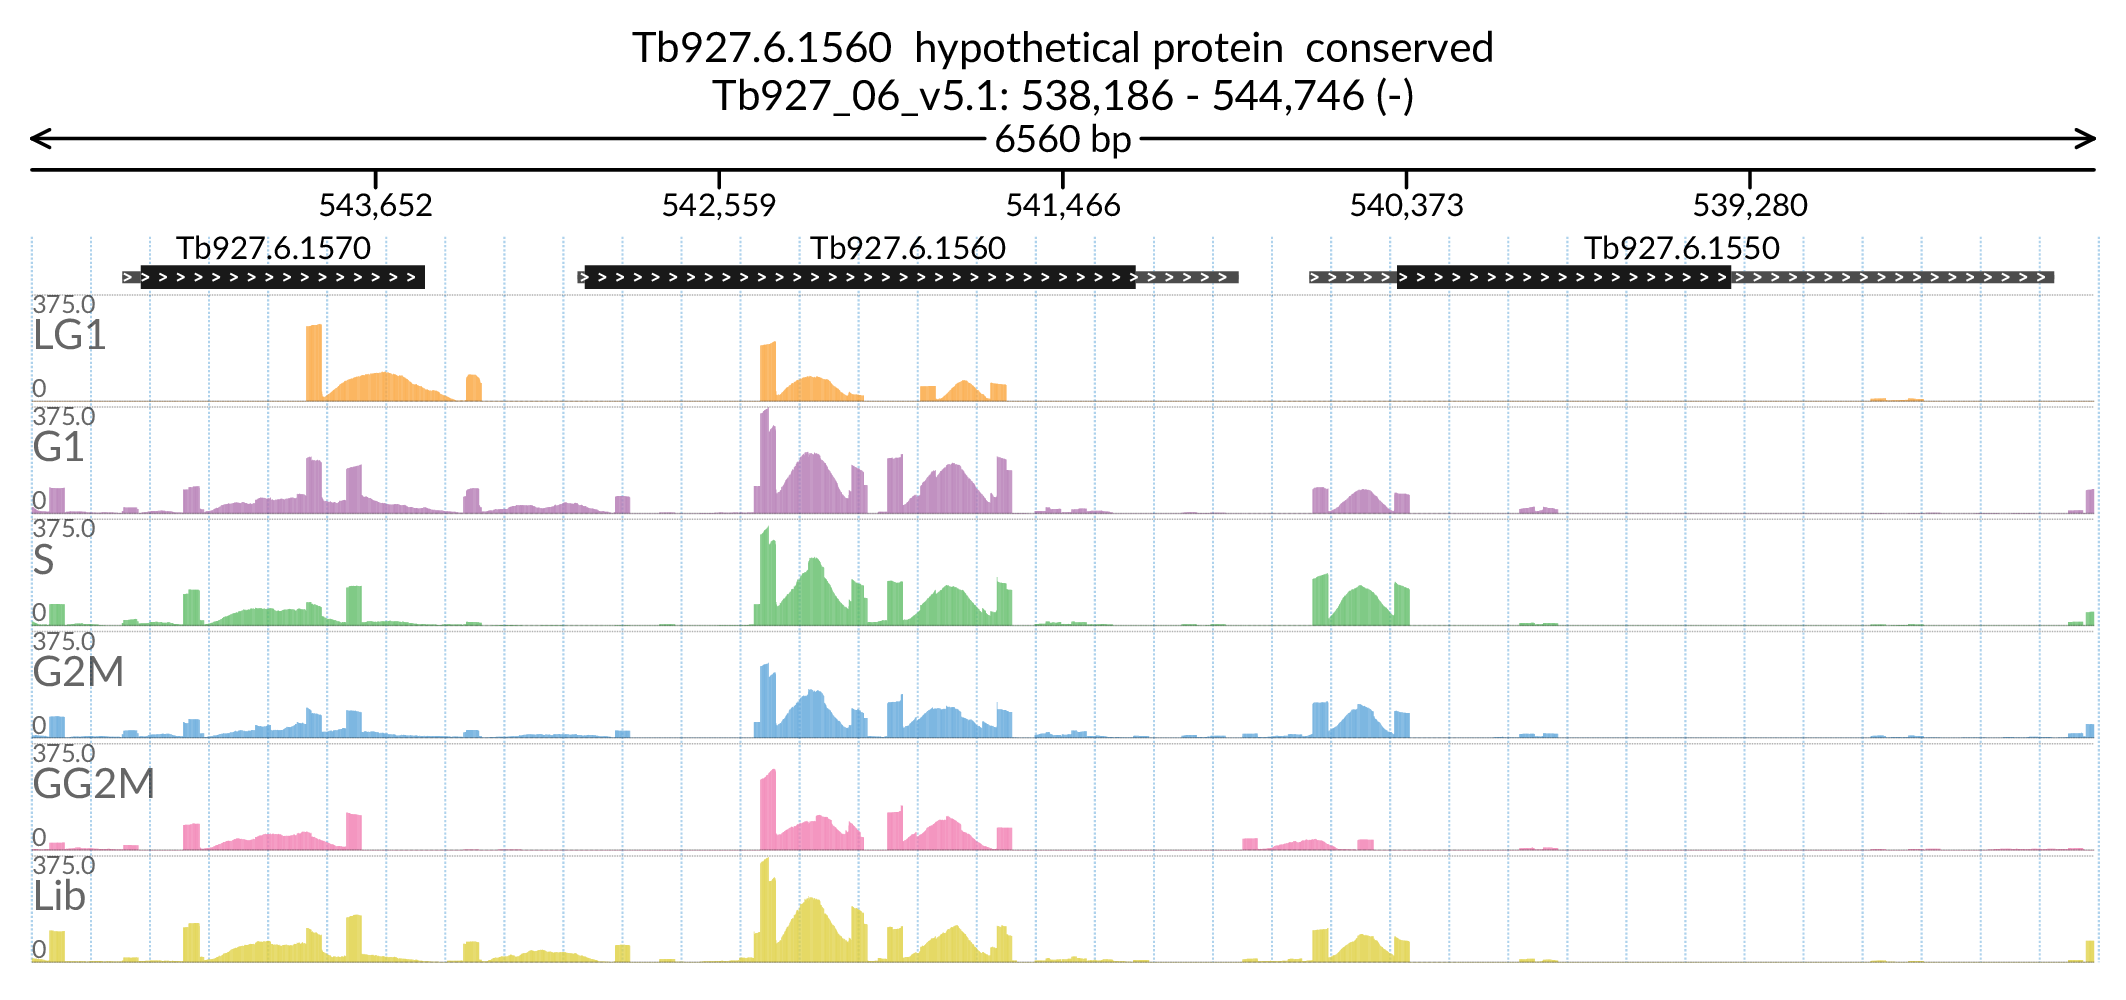 Tb927.6.1560  hypothetical protein  conserved
Tb927_06_v5.1: 538,186 - 544,746 (-)
6560 bp
543,652 542,559 541,466 540,373 539,280
Tb927.6.1570 Tb927.6.1560 Tb927.6.1550
375.0
LG1
0
375.0
G1
0
375.0
S
0
375.0
G2M
0
375.0
GG2M
0
375.0
Lib
0